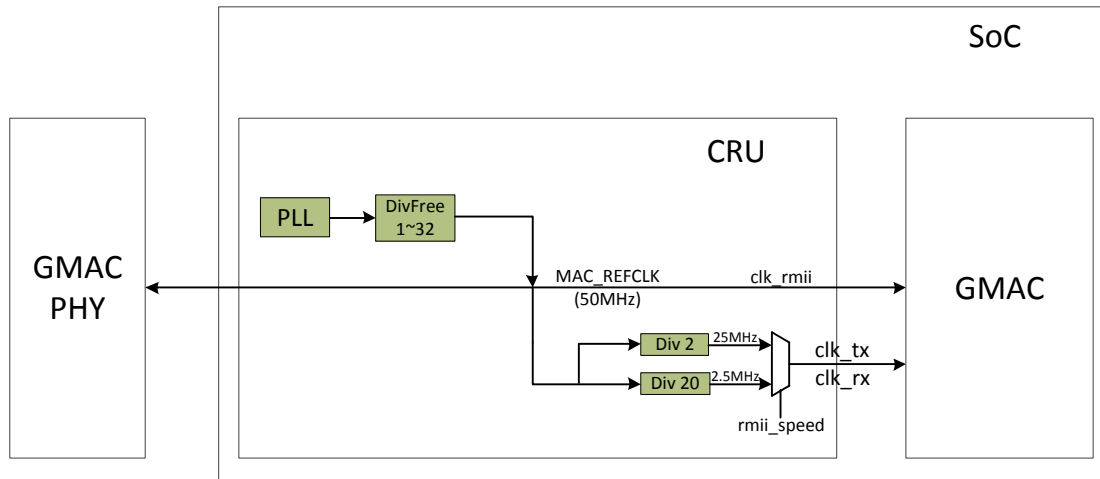 SoC
CRU
PLL
DivFree
1~32
GMAC
PHY
MAC_REFCLK
(50MHz)
clk_rmii
GMAC
Div 2
25MHz
clk_tx
Div 20
2.5MHz
clk_rx
rmii_speed